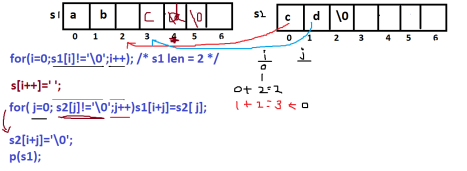 s1 a b C d \0 s2 c d \0
0 1 2 3 4 5 6 0 1 2 3 4 5 6
for(i=0;s1[i]!='\0';i++); /* s1 len = 2 */
i j
0
s[i++]=' ';
1
0+2=2
for( j=0; s2[j]!='\0';j++)s1[i+j]=s2[ j];
1+2=3 ← 0
s2[i+j]='\0';
p(s1);